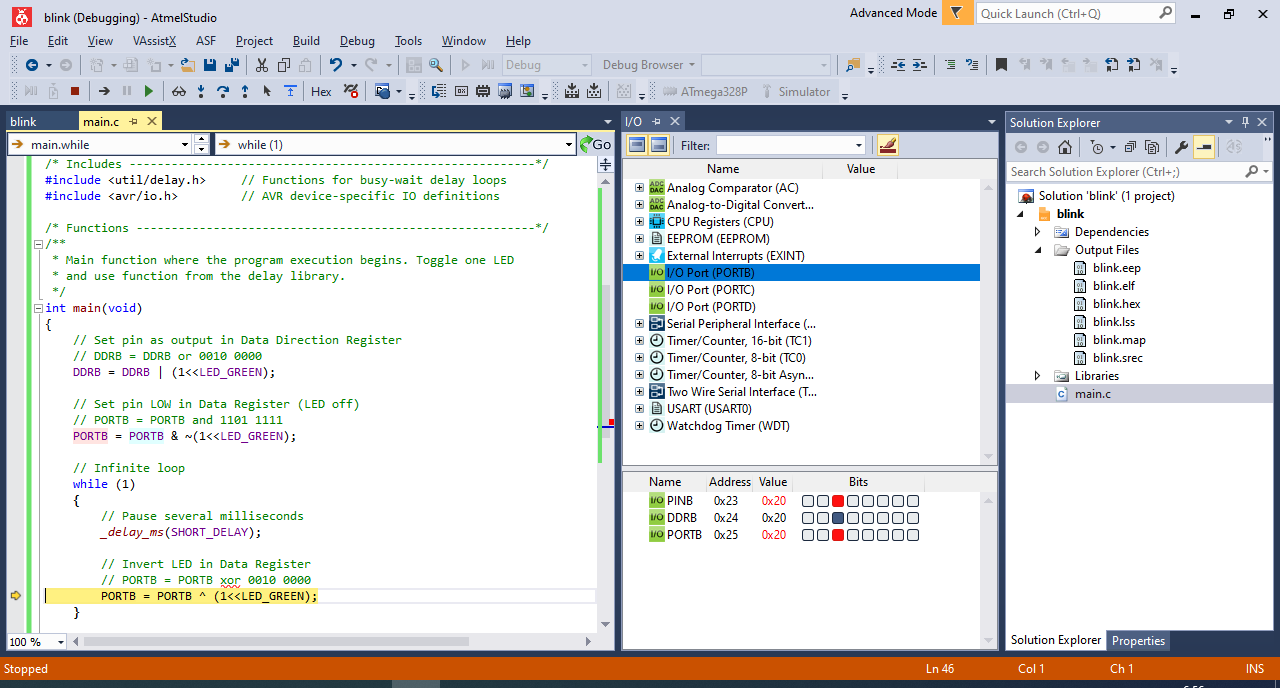 blink (Debugging) - AtmelStudio
Advanced Mode
Quick Launch (Ctrl+Q)
File Edit View VAssistX ASF Project Build Debug Tools Window Help
Debug
Debug Browser
Hex
ATmega328P
Simulator
blink
main.c
main.while
while (1)
Go
/* Includes ----------------------------------------------------------*/
#include <util/delay.h>     // Functions for busy-wait delay loops
#include <avr/io.h>         // AVR device-specific IO definitions
/* Functions ---------------------------------------------------------*/
/**
 * Main function where the program execution begins. Toggle one LED
 * and use function from the delay library.
 */
int main(void)
{
    // Set pin as output in Data Direction Register
    // DDRB = DDRB or 0010 0000
    DDRB = DDRB | (1<<LED_GREEN);
    // Set pin LOW in Data Register (LED off)
    // PORTB = PORTB and 1101 1111
    PORTB = PORTB & ~(1<<LED_GREEN);
    // Infinite loop
    while (1)
    {
        // Pause several milliseconds
        _delay_ms(SHORT_DELAY);
        // Invert LED in Data Register
        // PORTB = PORTB xor 0010 0000
        PORTB = PORTB ^ (1<<LED_GREEN);
    }
100 %
I/O
Filter:
Name Value
Analog Comparator (AC)
Analog-to-Digital Convert...
CPU Registers (CPU)
EEPROM (EEPROM)
External Interrupts (EXINT)
I/O Port (PORTB)
I/O Port (PORTC)
I/O Port (PORTD)
Serial Peripheral Interface (...
Timer/Counter, 16-bit (TC1)
Timer/Counter, 8-bit (TC0)
Timer/Counter, 8-bit Asyn...
Two Wire Serial Interface (T...
USART (USART0)
Watchdog Timer (WDT)
Name Address Value Bits
I/O PINB 0x23 0x20
I/O DDRB 0x24 0x20
I/O PORTB 0x25 0x20
Solution Explorer
Search Solution Explorer (Ctrl+;)
Solution 'blink' (1 project)
blink
Dependencies
Output Files
blink.eep
blink.elf
blink.hex
blink.lss
blink.map
blink.srec
Libraries
main.c
Solution Explorer Properties
Stopped
Ln 46 Col 1 Ch 1 INS